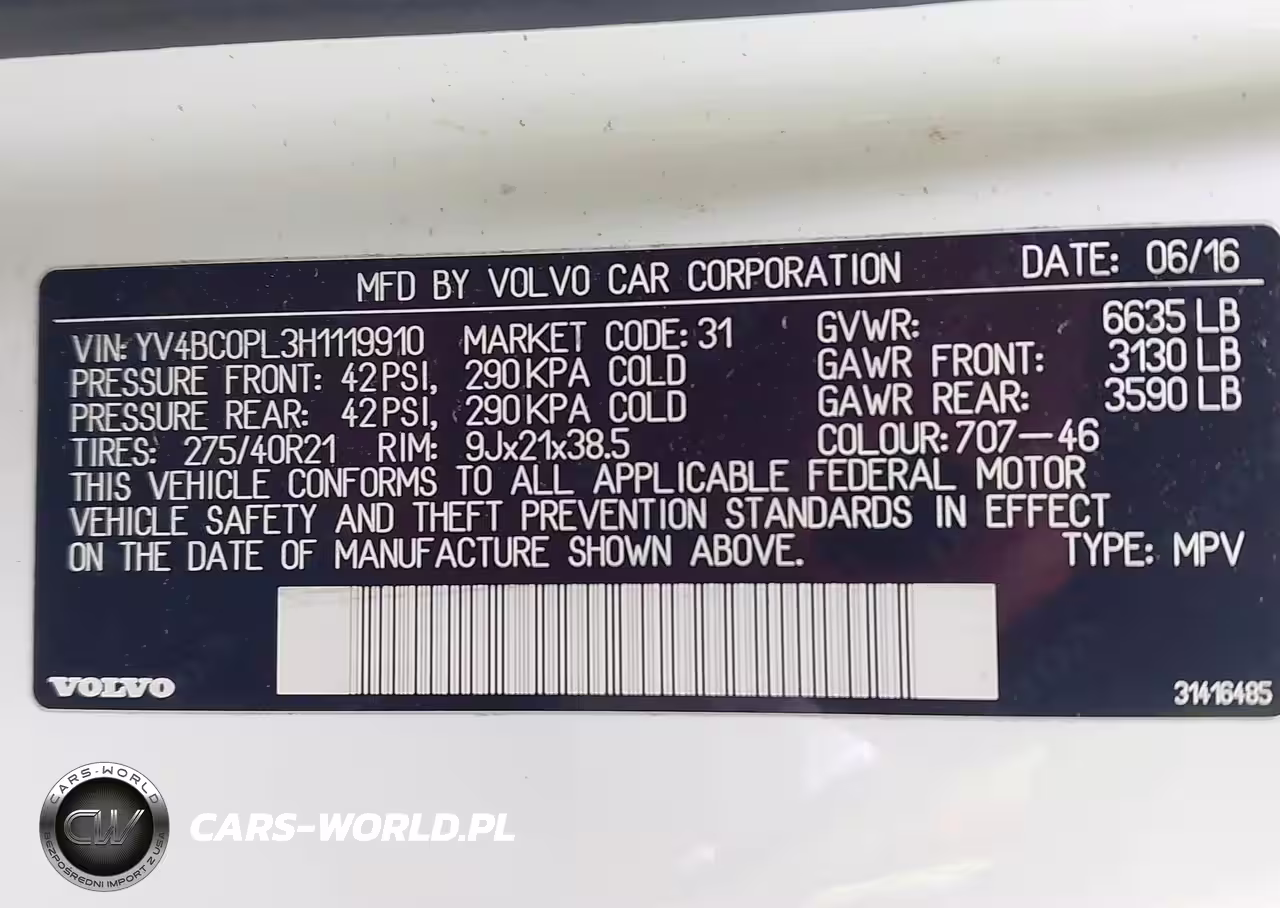 MFD BY VOLVO CAR CORPORATION DATE: 06/16
VIN: YV4BC0PL3H1119910 MARKET CODE: 31 GVWR: 6635 LB
PRESSURE FRONT: 42 PSI, 290 KPA COLD GAWR FRONT: 3130 LB
PRESSURE REAR: 42 PSI, 290 KPA COLD GAWR REAR: 3590 LB
TIRES: 275/40R21 RIM: 9Jx21x38.5 COLOUR: 707-46
THIS VEHICLE CONFORMS TO ALL APPLICABLE FEDERAL MOTOR
VEHICLE SAFETY AND THEFT PREVENTION STANDARDS IN EFFECT
ON THE DATE OF MANUFACTURE SHOWN ABOVE. TYPE: MPV
VOLVO 31416485
CARS-WORLD
CW
BEZPOŚREDNI IMPORT Z USA
CARS-WORLD.PL